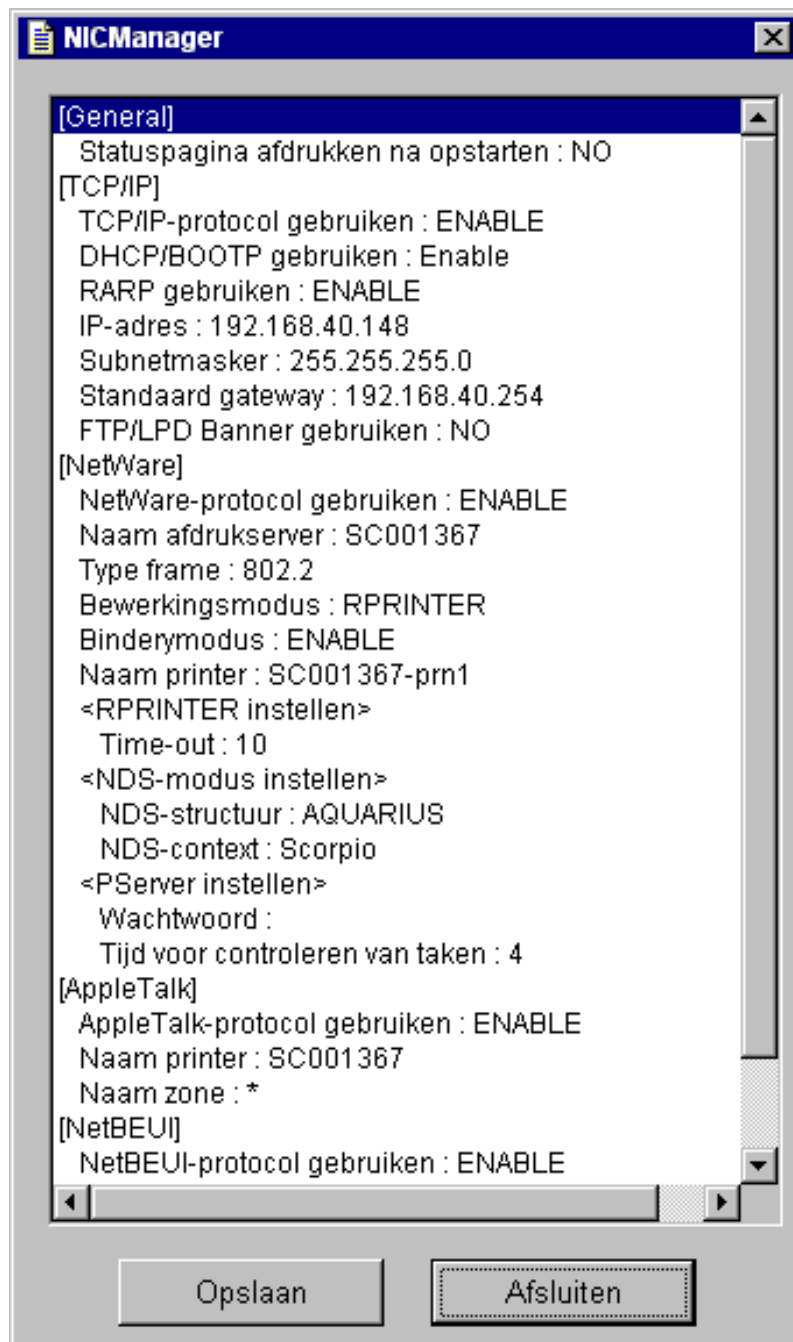 NICManager
[General]
Statuspagina afdrukken na opstarten : NO
[TCP/IP]
TCP/IP-protocol gebruiken : ENABLE
DHCP/BOOTP gebruiken : Enable
RARP gebruiken : ENABLE
IP-adres : 192.168.40.148
Subnetmasker : 255.255.255.0
Standaard gateway : 192.168.40.254
FTP/LPD Banner gebruiken : NO
[NetWare]
NetWare-protocol gebruiken : ENABLE
Naam afdrukserver : SC001367
Type frame : 802.2
Bewerkingsmodus : RPRINTER
Binderymodus : ENABLE
Naam printer : SC001367-prn1
<RPRINTER instellen>
Time-out : 10
<NDS-modus instellen>
NDS-structuur : AQUARIUS
NDS-context : Scorpio
<PServer instellen>
Wachtwoord :
Tijd voor controleren van taken : 4
[AppleTalk]
AppleTalk-protocol gebruiken : ENABLE
Naam printer : SC001367
Naam zone : *
[NetBEUI]
NetBEUI-protocol gebruiken : ENABLE
Opslaan
Afsluiten